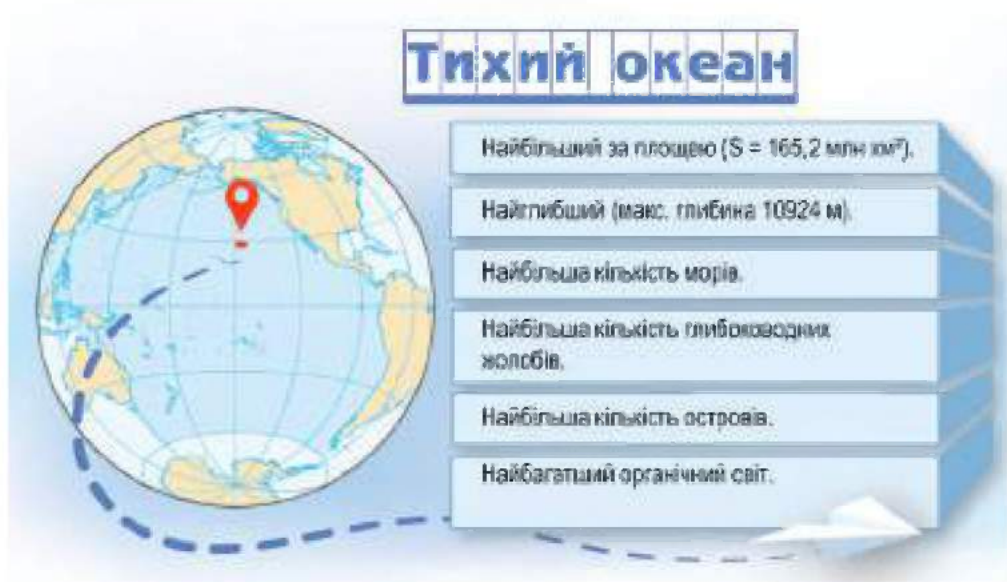 Тихий океан
Найбільший за площею (S = 165,2 млн км²).
Найглибший (макс. глибина 10924 м).
Найбільша кількість морів.
Найбільша кількість глибоководних
жолобів.
Найбільша кількість островів.
Найбагатший органічний світ.